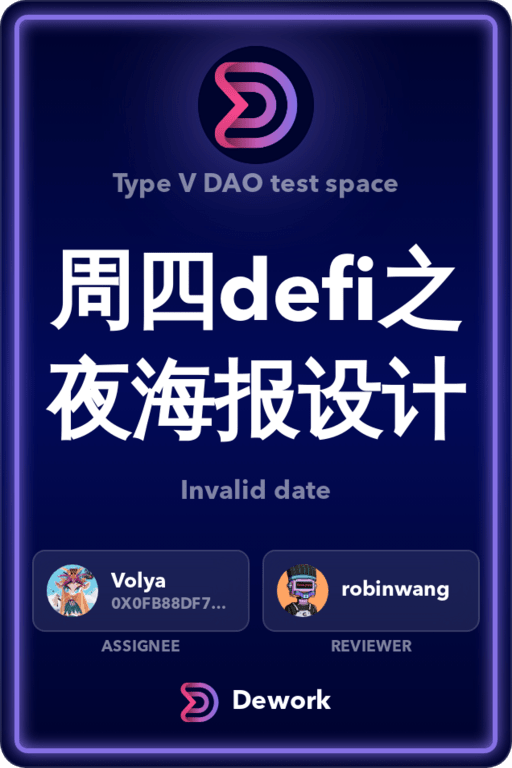 Type V DAO test space
周四defi之
夜海报设计
Invalid date
Volya
0X0FB88DF7...
robinwang
ASSIGNEE
REVIEWER
Dework